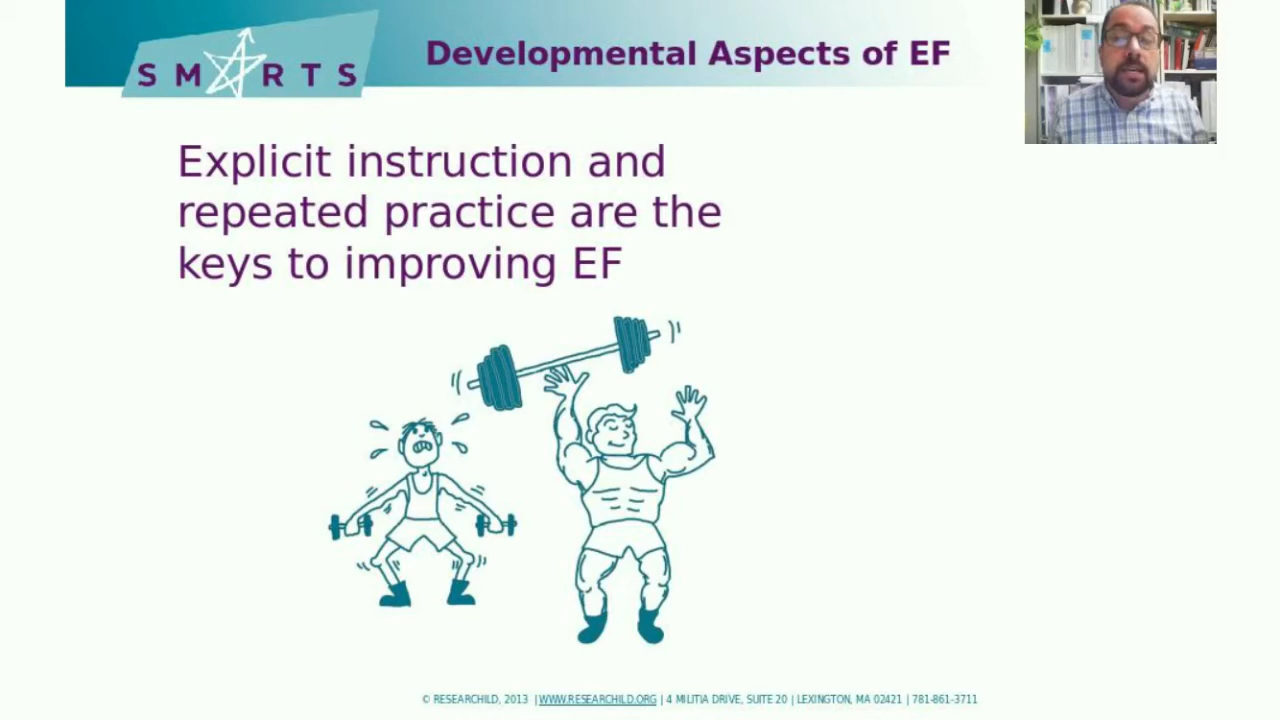 SMARTS
Developmental Aspects of EF
Explicit instruction and
repeated practice are the
keys to improving EF
© RESEARCHILD, 2013 | WWW.RESEARCHILD.ORG | 4 MILITIA DRIVE, SUITE 20 | LEXINGTON, MA 02421 | 781-861-3711